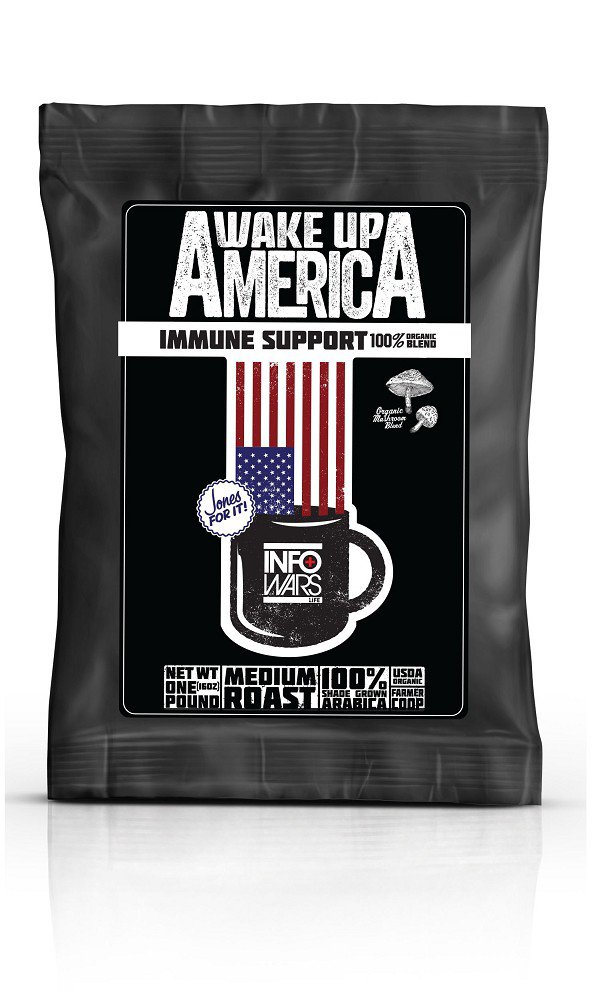 WAKE UP
AMERICA
IMMUNE SUPPORT 100% ORGANIC BLEND
Organic
Mushroom
Blend
Jones
FOR IT!
INFO
WARS
LIFE
NET WT
ONE (16OZ)
POUND
MEDIUM
ROAST
100%
SHADE GROWN
ARABICA
USDA
ORGANIC
FARMER
COOP